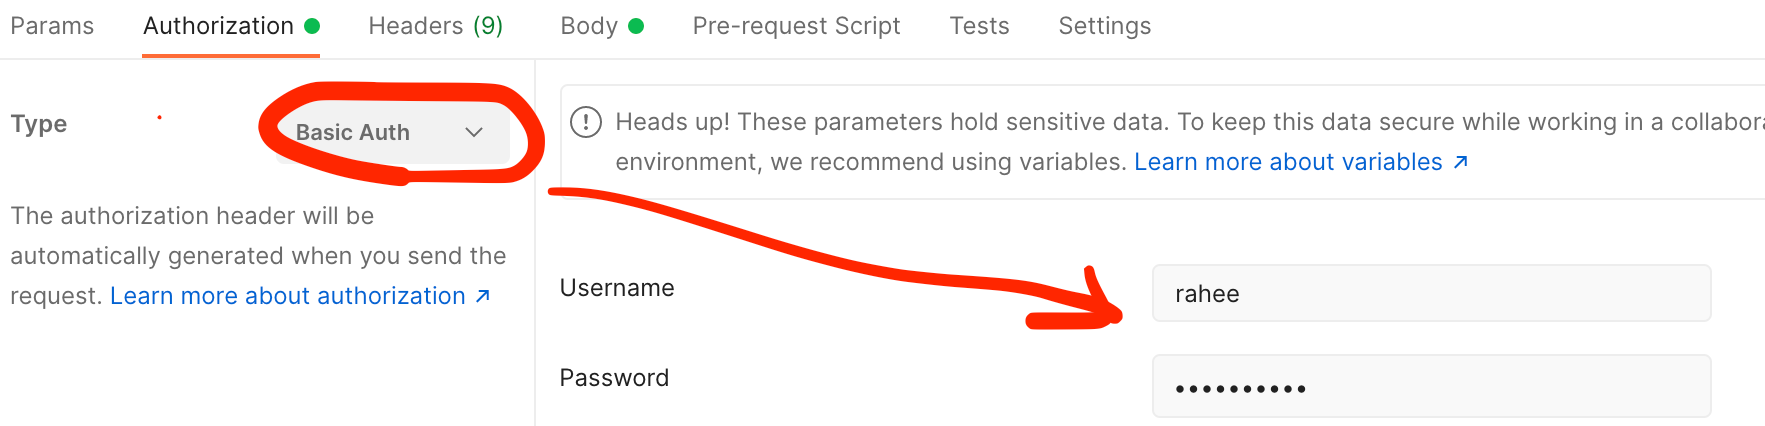 Params Authorization Headers (9) Body Pre-request Script Tests Settings
Type
Basic Auth
The authorization header will be
automatically generated when you send the
request. Learn more about authorization ↗
Heads up! These parameters hold sensitive data. To keep this data secure while working in a collabora
environment, we recommend using variables. Learn more about variables ↗
Username
rahee
Password
••••••••••